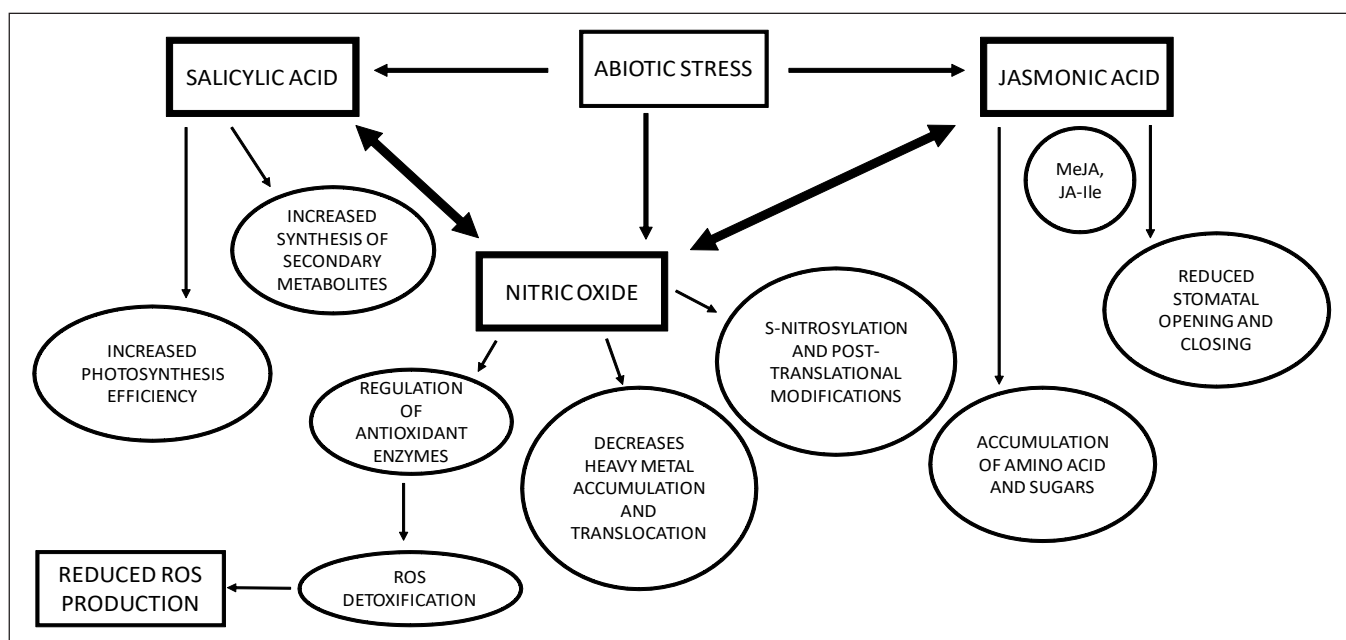 SALICYLIC ACID
ABIOTIC STRESS
JASMONIC ACID
MeJA,
JA-Ile
INCREASED
SYNTHESIS OF
SECONDARY
METABOLITES
NITRIC OXIDE
REDUCED
STOMATAL
OPENING AND
CLOSING
INCREASED
PHOTOSYNTHESIS
EFFICIENCY
REGULATION
OF
ANTIOXIDANT
ENZYMES
S-NITROSYLATION
AND POST-
TRANSLATIONAL
MODIFICATIONS
DECREASES
HEAVY METAL
ACCUMULATION
AND
TRANSLOCATION
ACCUMULATION
OF AMINO ACID
AND SUGARS
REDUCED ROS
PRODUCTION
ROS
DETOXIFICATION